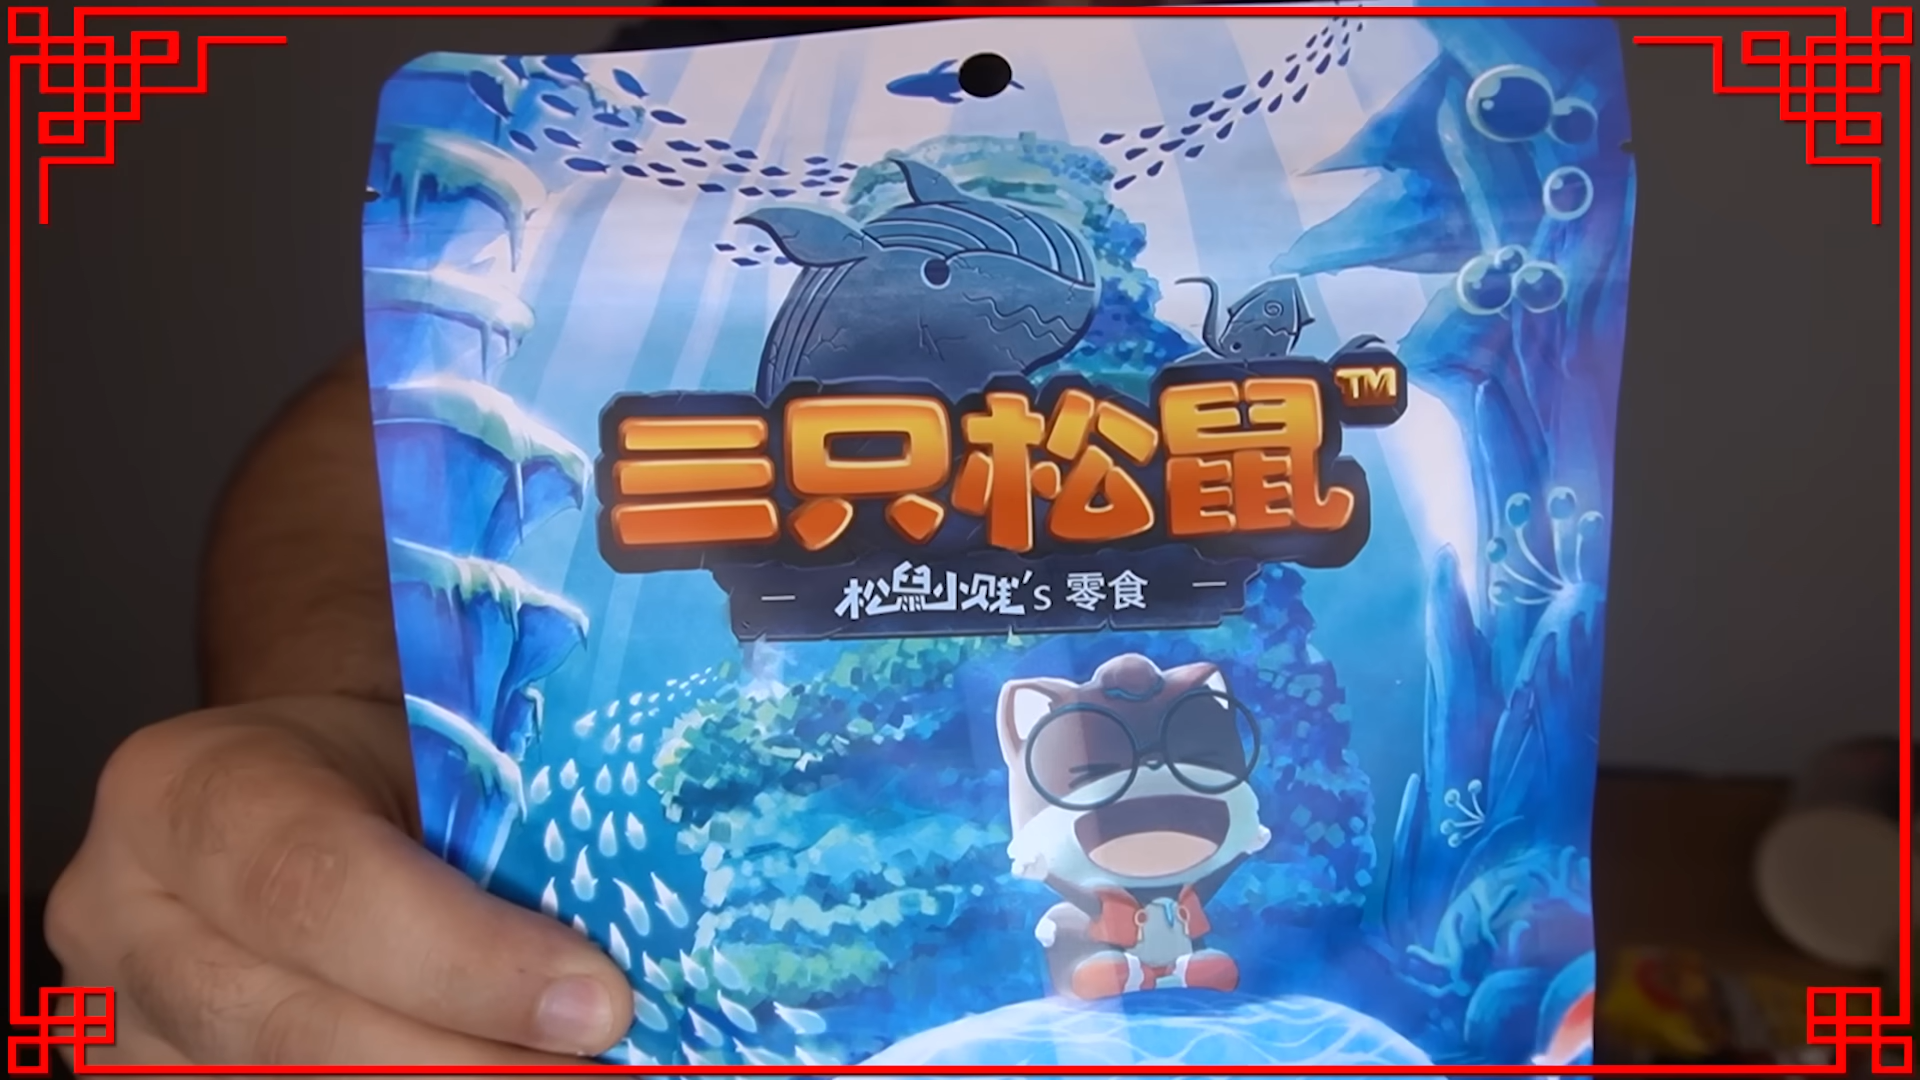 三只松鼠™
— 松鼠小贱's 零食 —